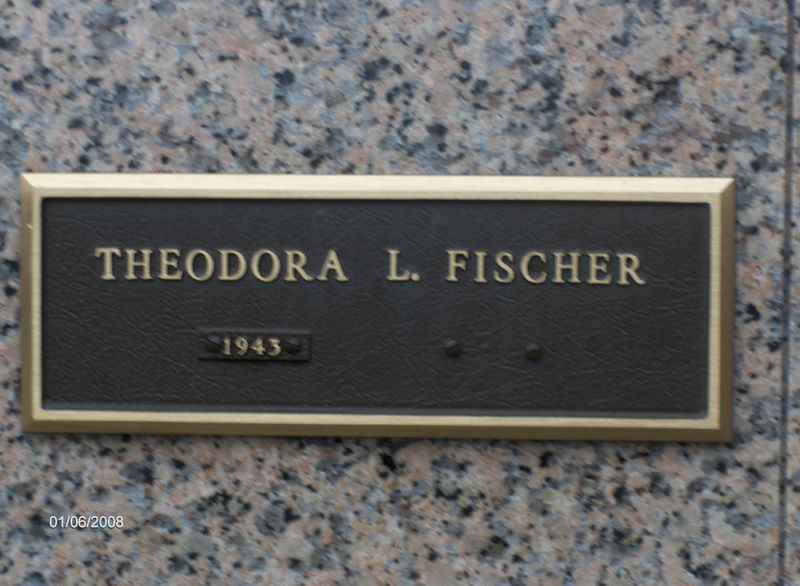 THEODORA L. FISCHER
1943
01/06/2008